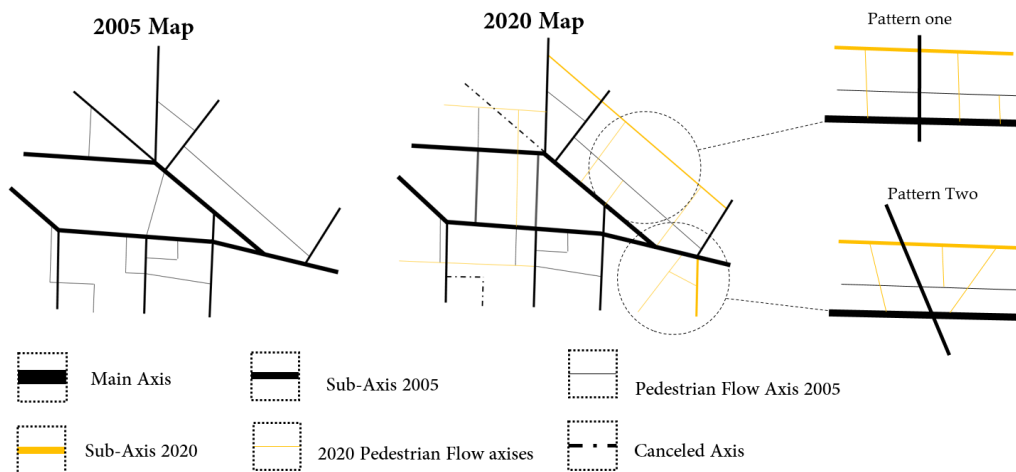 2005 Map
2020 Map
Pattern one
Pattern Two
Main Axis
Sub-Axis 2005
Pedestrian Flow Axis 2005
Sub-Axis 2020
2020 Pedestrian Flow axises
Canceled Axis